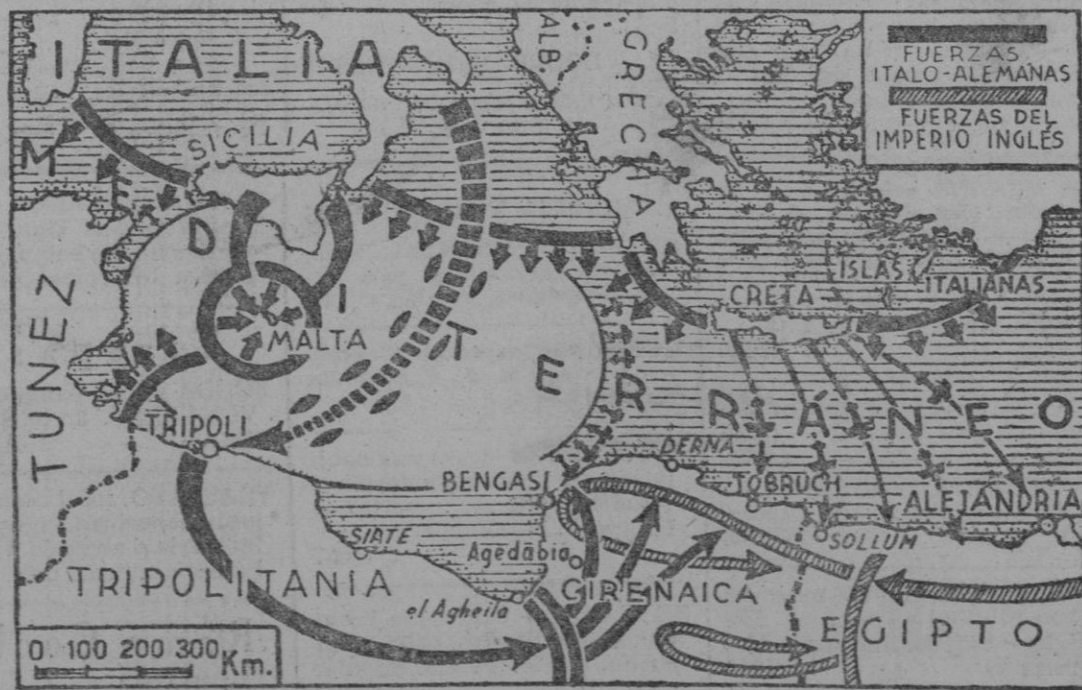 ITALIA
ALB
GRECIA
FUERZAS
ITALO-ALEMANAS
FUERZAS DEL
IMPERIO INGLÉS
SICILIA
MEDITERRÁNEO
TUNEZ
MALTA
CRETA
ISLAS
ITALIANAS
TRIPOLI
BENGASI
DERNA
TOBRUCH
ALEJANDRIA
SOLLUM
SIRTE
Agedabia
TRIPOLITANIA
el Agheila
CIRENAICA
EGIPTO
0 100 200 300 Km.